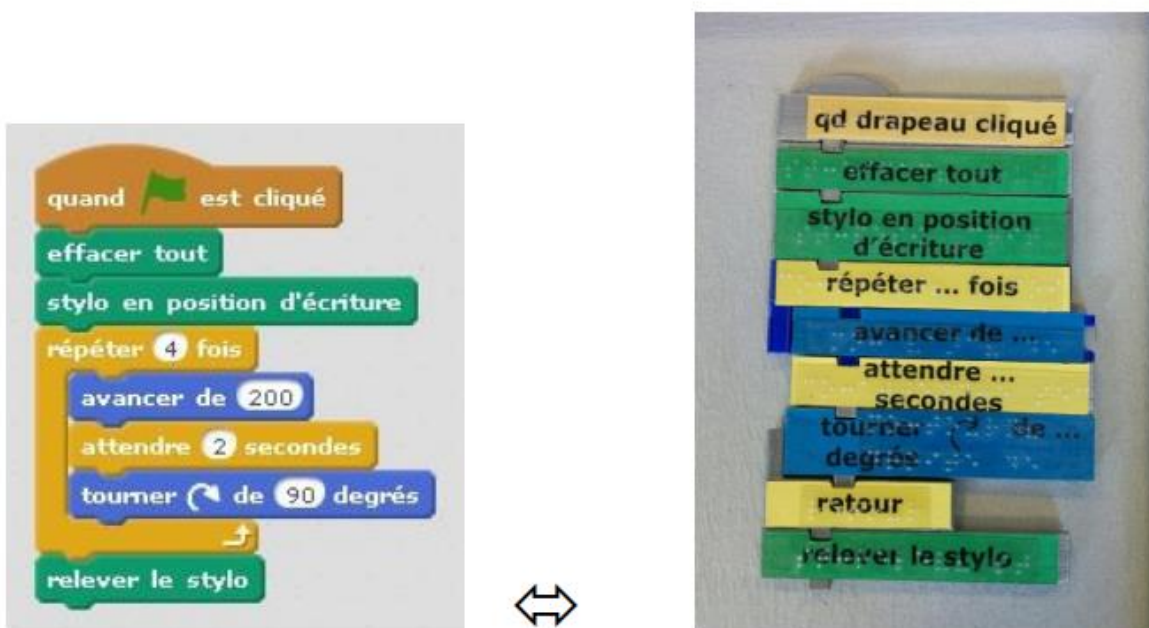 quand est cliqué
effacer tout
stylo en position d'écriture
répéter 4 fois
avancer de 200
attendre 2 secondes
tourner de 90 degrés
relever le stylo
qd drapeau cliqué
effacer tout
stylo en position
d'écriture
répéter ... fois
avancer de ...
attendre ...
secondes
tourner de ...
degrés
retour
relever le stylo